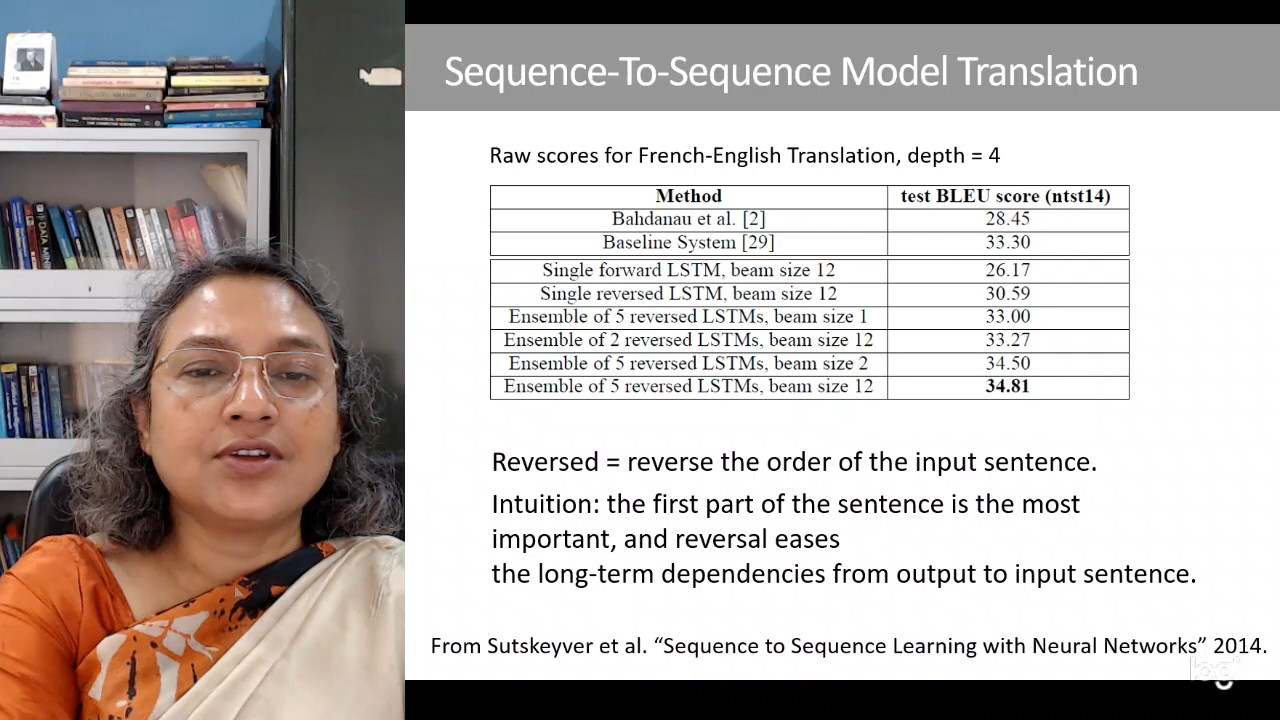 Sequence-To-Sequence Model Translation
Raw scores for French-English Translation, depth = 4
Method test BLEU score (ntst14)
Bahdanau et al. [2] 28.45
Baseline System [29] 33.30
Single forward LSTM, beam size 12 26.17
Single reversed LSTM, beam size 12 30.59
Ensemble of 5 reversed LSTMs, beam size 1 33.00
Ensemble of 2 reversed LSTMs, beam size 12 33.27
Ensemble of 5 reversed LSTMs, beam size 2 34.50
Ensemble of 5 reversed LSTMs, beam size 12 34.81
Reversed = reverse the order of the input sentence.
Intuition: the first part of the sentence is the most
important, and reversal eases
the long-term dependencies from output to input sentence.
From Sutskeyver et al. “Sequence to Sequence Learning with Neural Networks” 2014.
DATA MINI